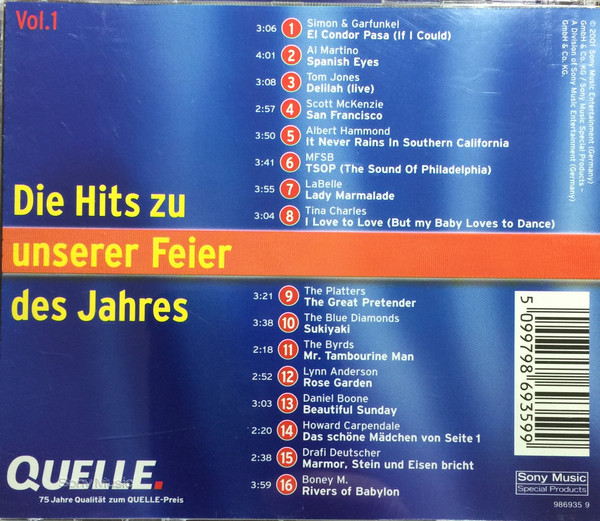 Vol.1
3:06 1 Simon & Garfunkel
El Condor Pasa (If I Could)
4:01 2 Al Martino
Spanish Eyes
3:08 3 Tom Jones
Delilah (live)
2:57 4 Scott McKenzie
San Francisco
3:50 5 Albert Hammond
It Never Rains In Southern California
3:41 6 MFSB
TSOP (The Sound Of Philadelphia)
3:55 7 LaBelle
Lady Marmalade
3:04 8 Tina Charles
I Love to Love (But my Baby Loves to Dance)
Die Hits zu
unserer Feier
des Jahres
3:21 9 The Platters
The Great Pretender
3:38 10 The Blue Diamonds
Sukiyaki
2:18 11 The Byrds
Mr. Tambourine Man
2:52 12 Lynn Anderson
Rose Garden
3:03 13 Daniel Boone
Beautiful Sunday
2:20 14 Howard Carpendale
Das schöne Mädchen von Seite 1
2:38 15 Drafi Deutscher
Marmor, Stein und Eisen bricht
3:59 16 Boney M.
Rivers of Babylon
QUELLE.
75 Jahre Qualität zum QUELLE-Preis
© 2001 Sony Music Entertainment (Germany)
GmbH & Co. KG / Sony Music Special Products –
A Division of Sony Music Entertainment (Germany)
GmbH & Co. KG.
5 099798 693599
Sony Music
Special Products
986935 9